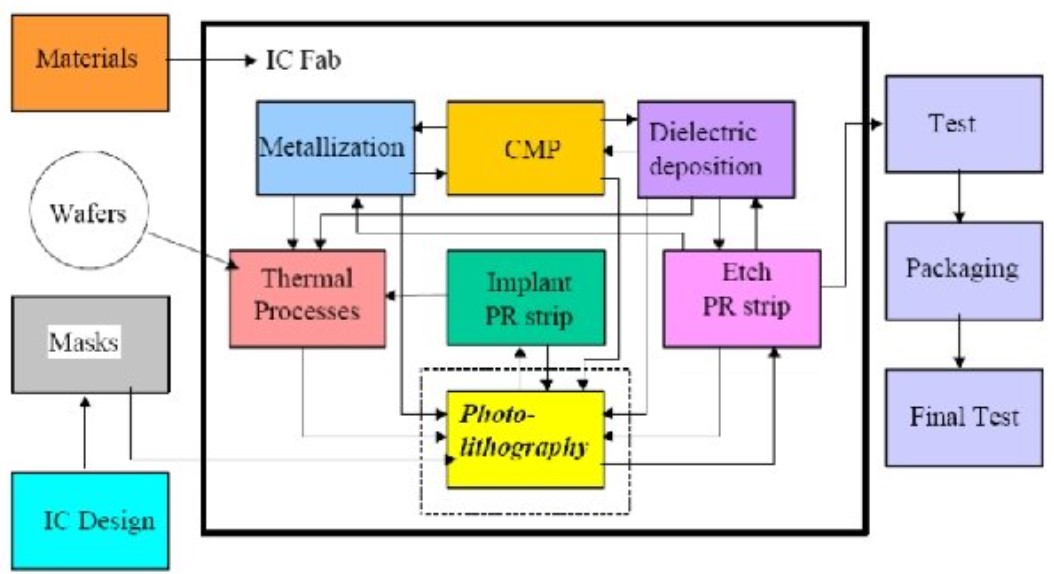 Materials
IC Fab
Metallization
CMP
Dielectric
deposition
Test
Wafers
Thermal
Processes
Implant
PR strip
Etch
PR strip
Packaging
Masks
Photo-
lithography
Final Test
IC Design